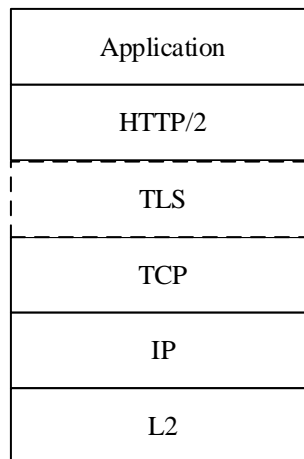 Application
HTTP/2
TLS
TCP
IP
L2